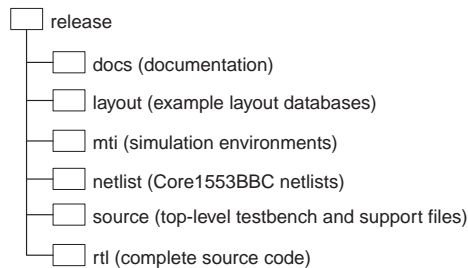 release
docs (documentation)
layout (example layout databases)
mti (simulation environments)
netlist (Core1553BBC netlists)
source (top-level testbench and support files)
rtl (complete source code)